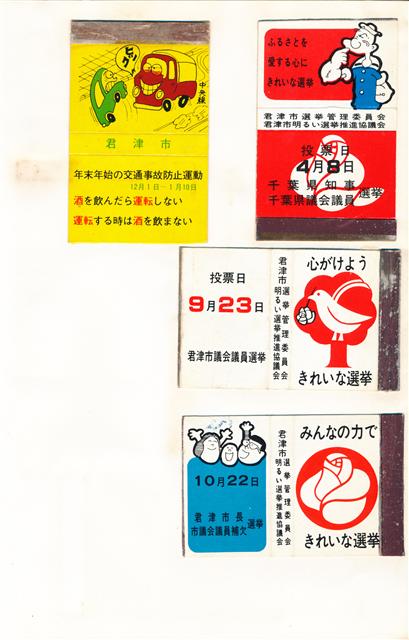 ヒック
中央線
君津市
年末年始の交通事故防止運動
12月1日〜1月10日
酒を飲んだら運転しない
運転する時は酒を飲まない
ふるさとを
愛する心に
きれいな選挙
君津市選挙管理委員会
君津市明るい選挙推進協議会
投票日
4月8日
千葉県知事
千葉県議会議員
選挙
投票日
9月23日
君津市議会議員選挙
君津市選挙管理委員会
明るい選挙推進協議会
心がけよう
きれいな選挙
10月22日
君津市長
市議会議員補欠
選挙
君津市選挙管理委員会
明るい選挙推進協議会
みんなの力で
きれいな選挙